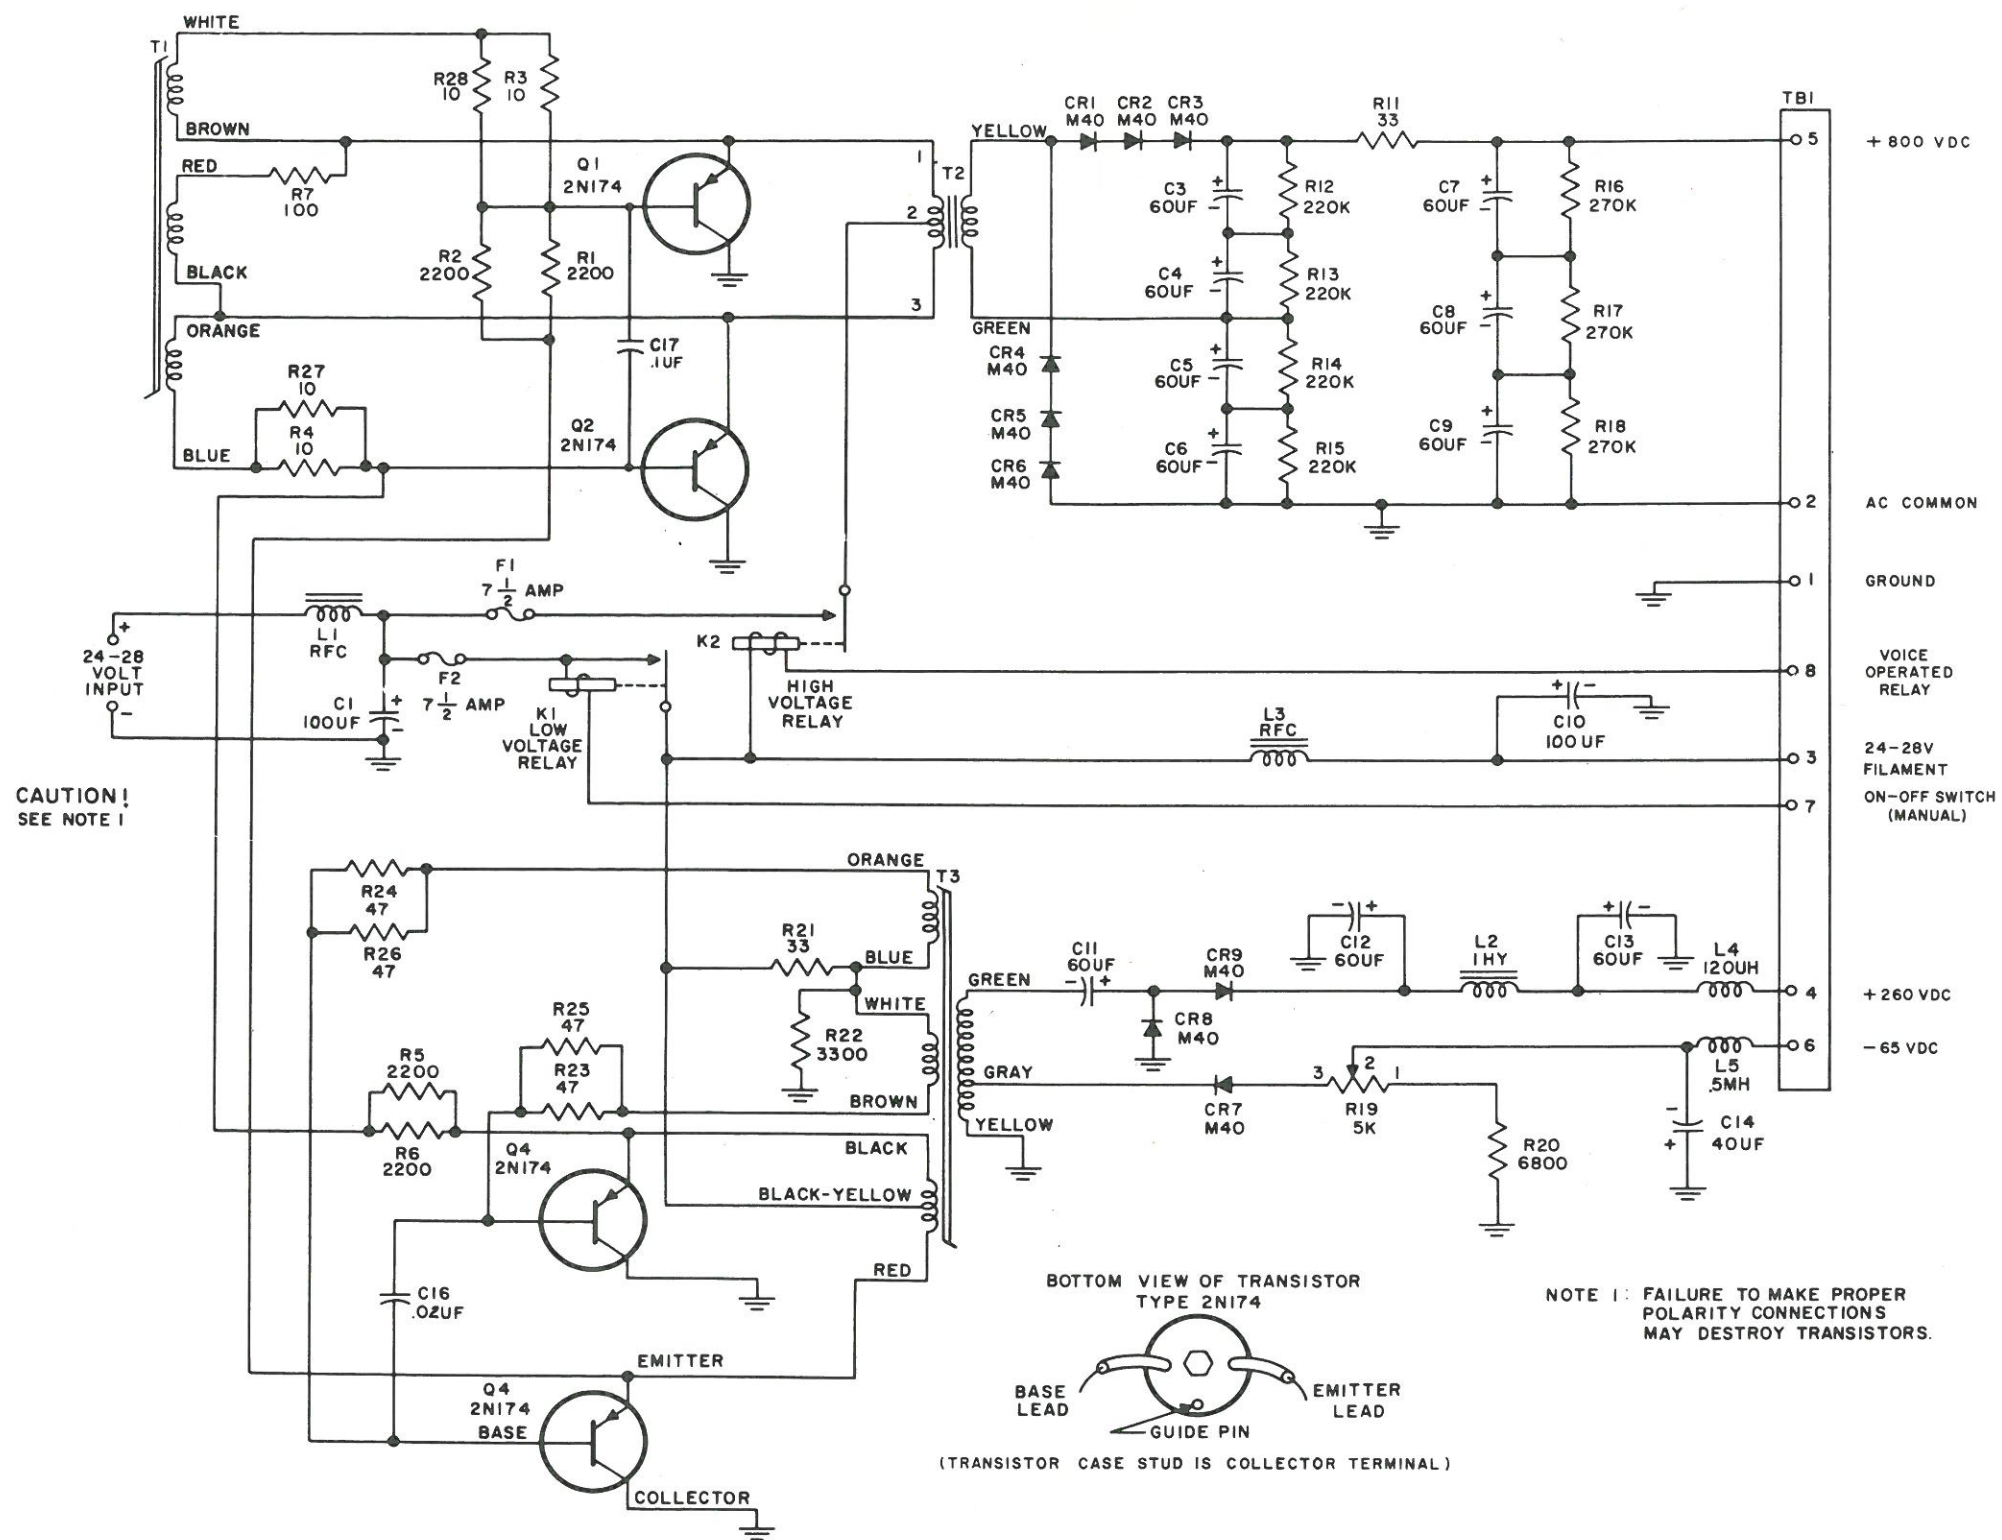 WHITE
T1
R28
10
R3
10
BROWN
RED
R7
100
Q1
2N174
BLACK
R2
2200
R1
2200
ORANGE
C17
.1UF
R27
10
R4
10
BLUE
Q2
2N174
1
2
3
T2
YELLOW
GREEN
CR1
M40
CR2
M40
CR3
M40
R11
33
C3
60UF
+
-
R12
220K
C4
60UF
+
-
R13
220K
C5
60UF
+
-
R14
220K
C6
60UF
+
-
R15
220K
CR4
M40
CR5
M40
CR6
M40
C7
60UF
+
-
R16
270K
C8
60UF
+
-
R17
270K
C9
60UF
+
-
R18
270K
TB1
5
+800 VDC
2
AC COMMON
1
GROUND
8
VOICE
OPERATED
RELAY
3
24-28V
FILAMENT
7
ON-OFF SWITCH
(MANUAL)
4
+260 VDC
6
-65 VDC
F1
7 1/2 AMP
L1
RFC
+
24-28
VOLT
INPUT
-
F2
7 1/2 AMP
C1
100UF
+
-
K1
LOW
VOLTAGE
RELAY
K2
HIGH
VOLTAGE
RELAY
L3
RFC
+
-
C10
100UF
CAUTION!
SEE NOTE 1
R24
47
R26
47
ORANGE
T3
R21
33
BLUE
WHITE
R22
3300
R25
47
R23
47
BROWN
R5
2200
R6
2200
BLACK
Q4
2N174
BLACK-YELLOW
RED
C16
.02UF
EMITTER
Q4
2N174
BASE
COLLECTOR
GREEN
GRAY
YELLOW
C11
60UF
-
+
CR9
M40
CR8
M40
-
+
C12
60UF
L2
1HY
+
-
C13
60UF
L4
120UH
CR7
M40
3
2
1
R19
5K
R20
6800
L5
.5MH
-
+
C14
40UF
BOTTOM VIEW OF TRANSISTOR
TYPE 2N174
BASE
LEAD
EMITTER
LEAD
GUIDE PIN
(TRANSISTOR CASE STUD IS COLLECTOR TERMINAL)
NOTE 1: FAILURE TO MAKE PROPER
POLARITY CONNECTIONS
MAY DESTROY TRANSISTORS.